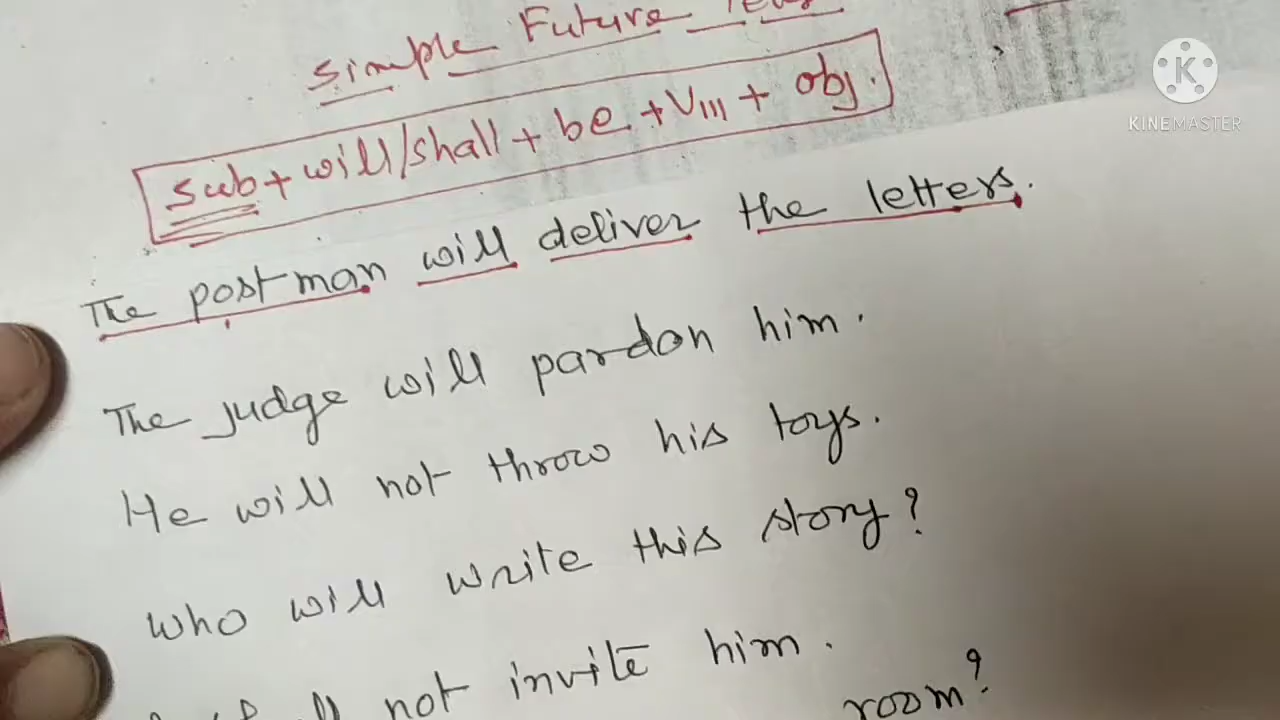 Simple Future
sub + will/shall + be + VIII + obj.
The postman will deliver the letters.
The judge will pardon him.
He will not throw his toys.
who will write this story?
not invite him.
room?
KINEMASTER